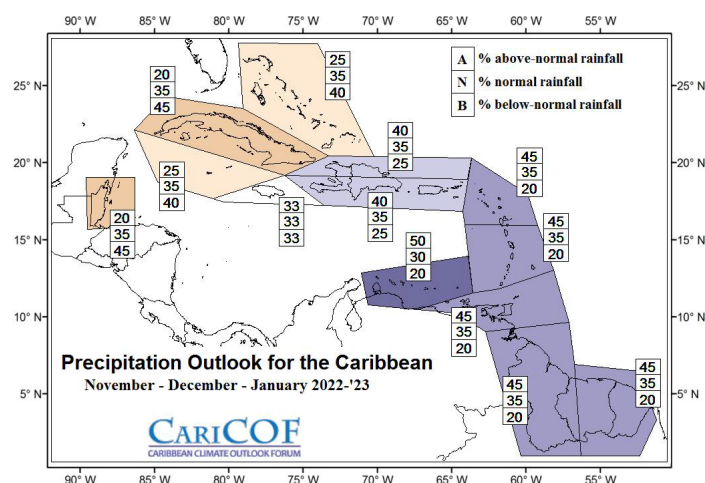 90° W 85° W 80° W 75° W 70° W 65° W 60° W 55° W
A % above-normal rainfall
N % normal rainfall
B % below-normal rainfall
25° N
20° N
15° N
10° N
5° N
25° N
20° N
15° N
10° N
5° N
20
35
45
25
35
40
40
35
25
45
35
20
25
35
40
20
35
45
33
33
33
40
35
25
45
35
20
50
30
20
45
35
20
45
35
20
45
35
20
Precipitation Outlook for the Caribbean
November - December - January 2022-'23
CARICOF
CARIBBEAN CLIMATE OUTLOOK FORUM
90° W 85° W 80° W 75° W 70° W 65° W 60° W 55° W